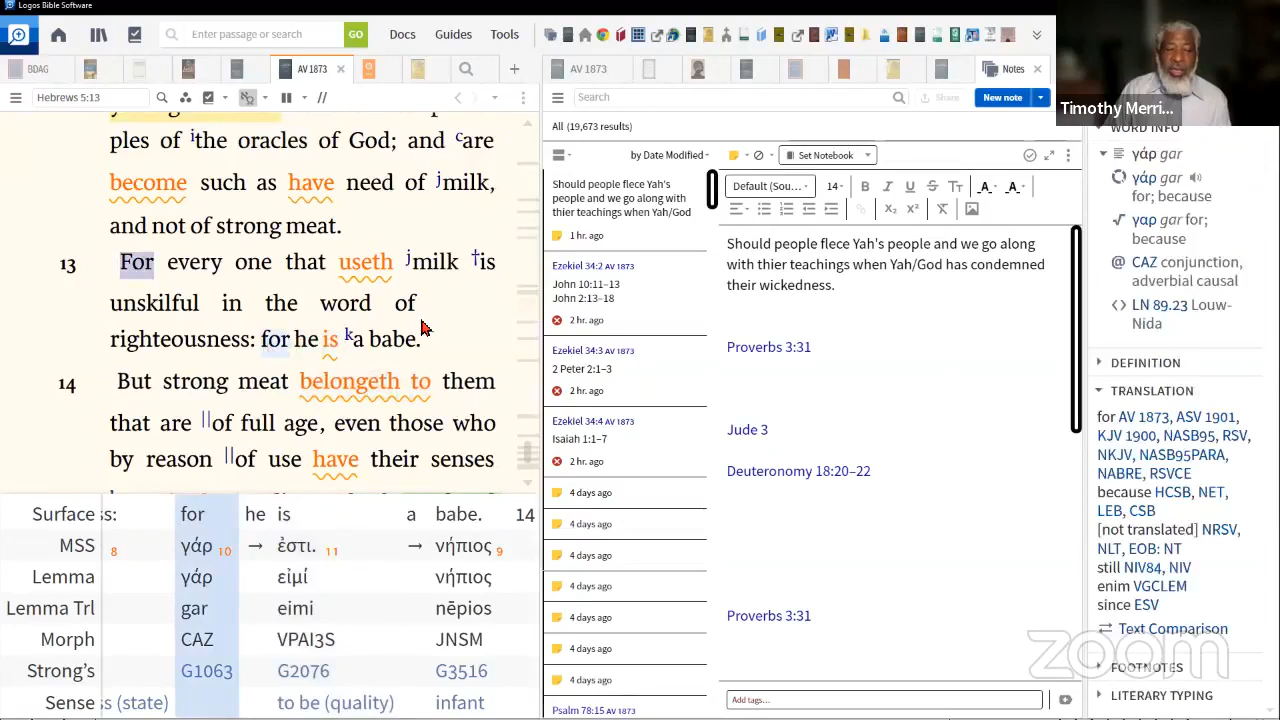 Logos Bible Software
Enter passage or search
GO
Docs
Guides
Tools
BDAG
AV 1873
AV 1873
Notes
Timothy Merri...
Hebrews 5:13
Search
Share
New note
ples of i the oracles of God; and c are
become such as have need of j milk,
and not of strong meat.
13 For every one that useth j milk † is
unskilful in the word of
righteousness: for he is k a babe.
14 But strong meat belongeth to them
that are || of full age, even those who
by reason || of use have their senses
Surface s: for he is a babe. 14
MSS 8 γάρ 10 → ἐστι. 11 → νήπιος 9
Lemma γάρ εἰμί νήπιος
Lemma Trl gar eimi nēpios
Morph CAZ VPAI3S JNSM
Strong's G1063 G2076 G3516
Sense ss (state) to be (quality) infant
All (19,673 results)
by Date Modified
Set Notebook
Should people flece Yah's
people and we go along with
thier teachings when Yah/God
1 hr. ago
Ezekiel 34:2 AV 1873
John 10:11–13
John 2:13–18
2 hr. ago
Ezekiel 34:3 AV 1873
2 Peter 2:1–3
2 hr. ago
Ezekiel 34:4 AV 1873
Isaiah 1:1–7
2 hr. ago
4 days ago
4 days ago
4 days ago
4 days ago
4 days ago
4 days ago
4 days ago
Psalm 78:15 AV 1873
Default (Sou...
14
B I U S Tт A A
X₂ X²
Should people flece Yah's people and we go along
with thier teachings when Yah/God has condemned
their wickedness.
Proverbs 3:31
Jude 3
Deuteronomy 18:20–22
Proverbs 3:31
Add tags...
WORD INFO
γάρ gar
γάρ gar
for; because
γαρ gar for;
because
CAZ conjunction,
adverbial causal
LN 89.23 Louw-
Nida
DEFINITION
TRANSLATION
for AV 1873, ASV 1901,
KJV 1900, NASB95, RSV,
NKJV, NASB95PARA,
NABRE, RSVCE
because HCSB, NET,
LEB, CSB
[not translated] NRSV,
NLT, EOB: NT
still NIV84, NIV
enim VGCLEM
since ESV
Text Comparison
FOOTNOTES
LITERARY TYPING
zoom